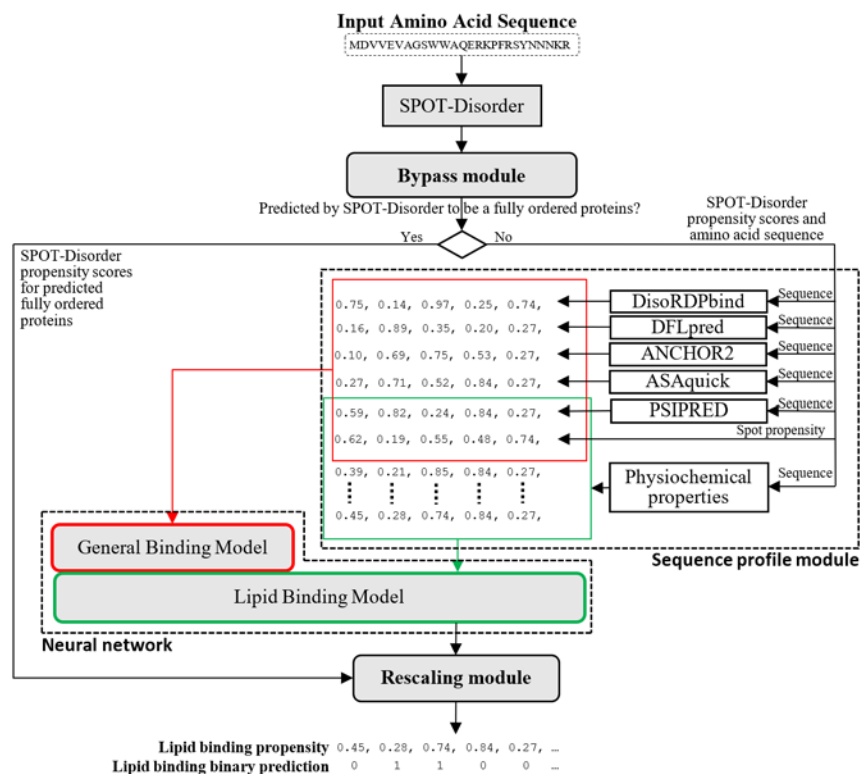 Input Amino Acid Sequence
MDVVEVAGSWWAQERKPFRSYNNNKR
SPOT-Disorder
Bypass module
Predicted by SPOT-Disorder to be a fully ordered proteins?
Yes
No
SPOT-Disorder
propensity scores and
amino acid sequence
SPOT-Disorder
propensity scores
for predicted
fully ordered
proteins
0.75, 0.14, 0.97, 0.25, 0.74,
DisoRDPbind
Sequence
0.16, 0.89, 0.35, 0.20, 0.27,
DFLpred
Sequence
0.10, 0.69, 0.75, 0.53, 0.27,
ANCHOR2
Sequence
0.27, 0.71, 0.52, 0.84, 0.27,
ASAquick
Sequence
0.59, 0.82, 0.24, 0.84, 0.27,
PSIPRED
Sequence
0.62, 0.19, 0.55, 0.48, 0.74,
Spot propensity
0.39, 0.21, 0.85, 0.84, 0.27,
0.45, 0.28, 0.74, 0.84, 0.27,
Physiochemical
properties
Sequence
Sequence profile module
General Binding Model
Lipid Binding Model
Neural network
Rescaling module
Lipid binding propensity 0.45, 0.28, 0.74, 0.84, 0.27, …
Lipid binding binary prediction 0 1 1 0 0 …